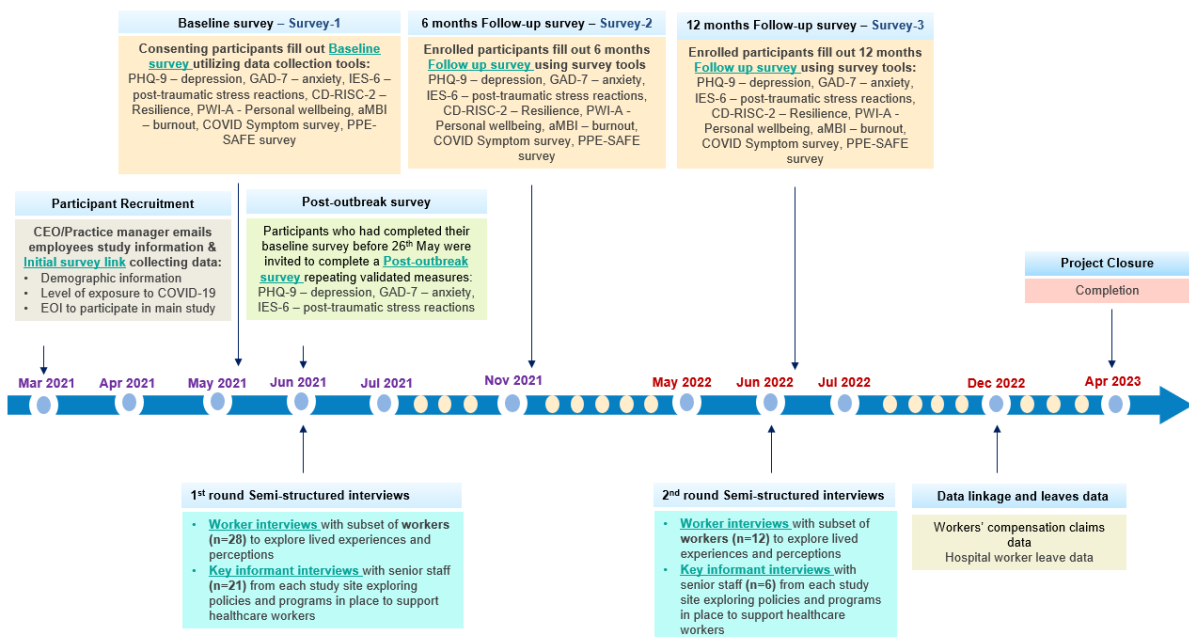 Baseline survey – Survey-1
Consenting participants fill out Baseline
survey utilizing data collection tools:
PHQ-9 – depression, GAD-7 – anxiety, IES-6 –
post-traumatic stress reactions, CD-RISC-2 –
Resilience, PWI-A - Personal wellbeing, aMBI
– burnout, COVID Symptom survey, PPE-
SAFE survey
6 months Follow-up survey – Survey-2
Enrolled participants fill out 6 months
Follow up survey using survey tools:
PHQ-9 – depression, GAD-7 – anxiety,
IES-6 – post-traumatic stress reactions,
CD-RISC-2 – Resilience, PWI-A -
Personal wellbeing, aMBI – burnout,
COVID Symptom survey, PPE-SAFE
survey
12 months Follow-up survey – Survey-3
Enrolled participants fill out 12 months
Follow up survey using survey tools:
PHQ-9 – depression, GAD-7 – anxiety,
IES-6 – post-traumatic stress reactions,
CD-RISC-2 – Resilience, PWI-A -
Personal wellbeing, aMBI – burnout,
COVID Symptom survey, PPE-SAFE
survey
Participant Recruitment
CEO/Practice manager emails
employees study information &
Initial survey link collecting data:
• Demographic information
• Level of exposure to COVID-19
• EOI to participate in main study
Post-outbreak survey
Participants who had completed their
baseline survey before 26th May were
invited to complete a Post-outbreak
survey repeating validated measures:
PHQ-9 – depression, GAD-7 – anxiety,
IES-6 – post-traumatic stress reactions
Project Closure
Completion
Mar 2021 Apr 2021 May 2021 Jun 2021 Jul 2021 Nov 2021 May 2022 Jun 2022 Jul 2022 Dec 2022 Apr 2023
1st round Semi-structured interviews
• Worker interviews with subset of workers
(n=28) to explore lived experiences and
perceptions
• Key informant interviews with senior staff
(n=21) from each study site exploring
policies and programs in place to support
healthcare workers
2nd round Semi-structured interviews
• Worker interviews with subset of
workers (n=12) to explore lived
experiences and perceptions
• Key informant interviews with
senior staff (n=6) from each study
site exploring policies and programs
in place to support healthcare
workers
Data linkage and leaves data
Workers' compensation claims
data
Hospital worker leave data